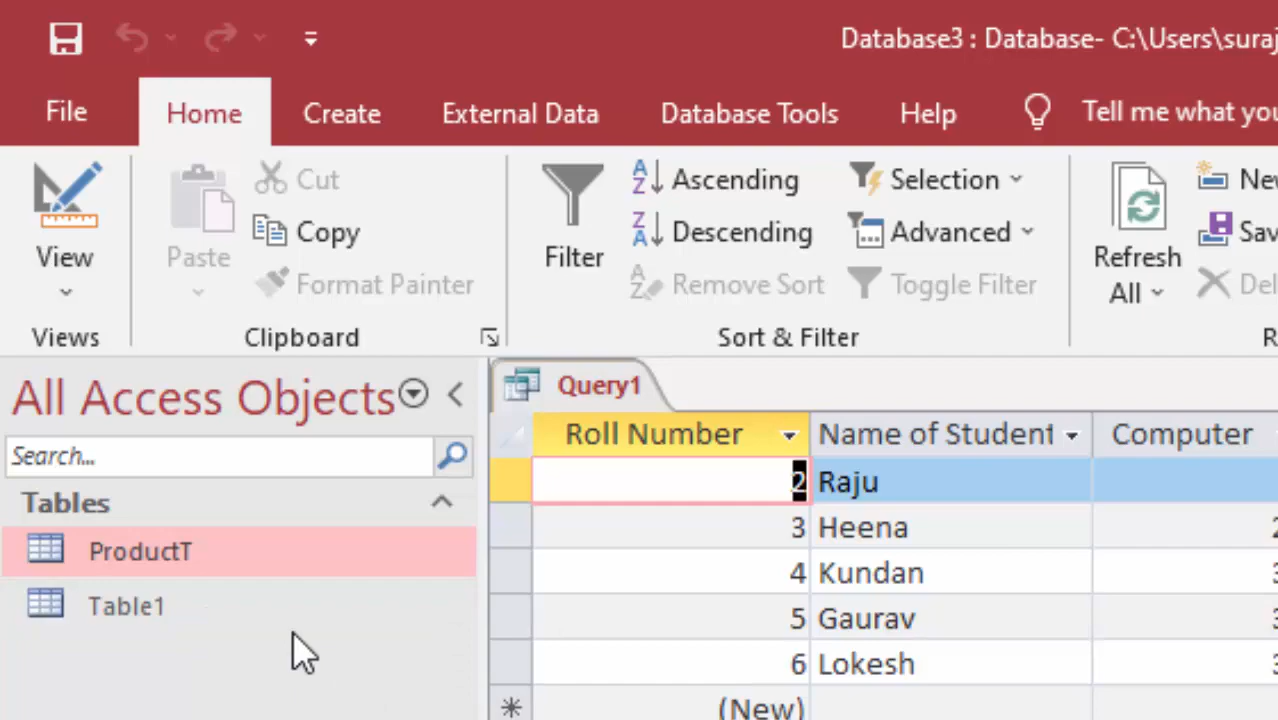 Database3 : Database- C:\Users\suraj
File Home Create External Data Database Tools Help Tell me what you
Cut Ascending Selection
Copy Descending Advanced
View Paste Filter Refresh All
Format Painter Remove Sort Toggle Filter
Views Clipboard Sort & Filter
All Access Objects Query1
Roll Number Name of Student Computer
Search...
2 Raju
Tables
3 Heena
ProductT
4 Kundan
Table1
5 Gaurav
6 Lokesh
(New)